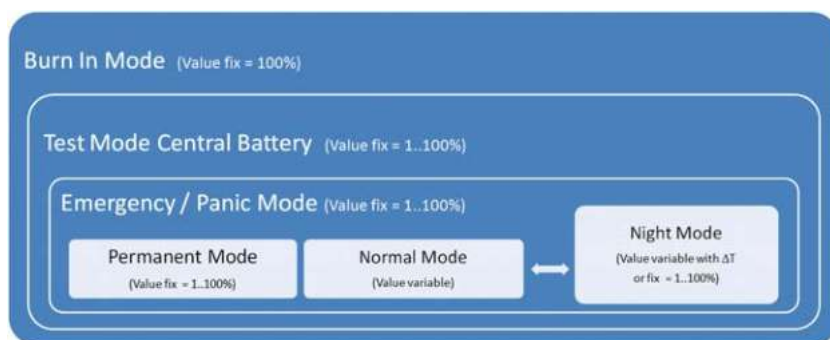 Burn In Mode (Value fix = 100%)
Test Mode Central Battery (Value fix = 1..100%)
Emergency / Panic Mode (Value fix = 1..100%)
Permanent Mode
(Value fix = 1..100%)
Normal Mode
(Value variable)
Night Mode
(Value variable with ΔT
or fix = 1..100%)